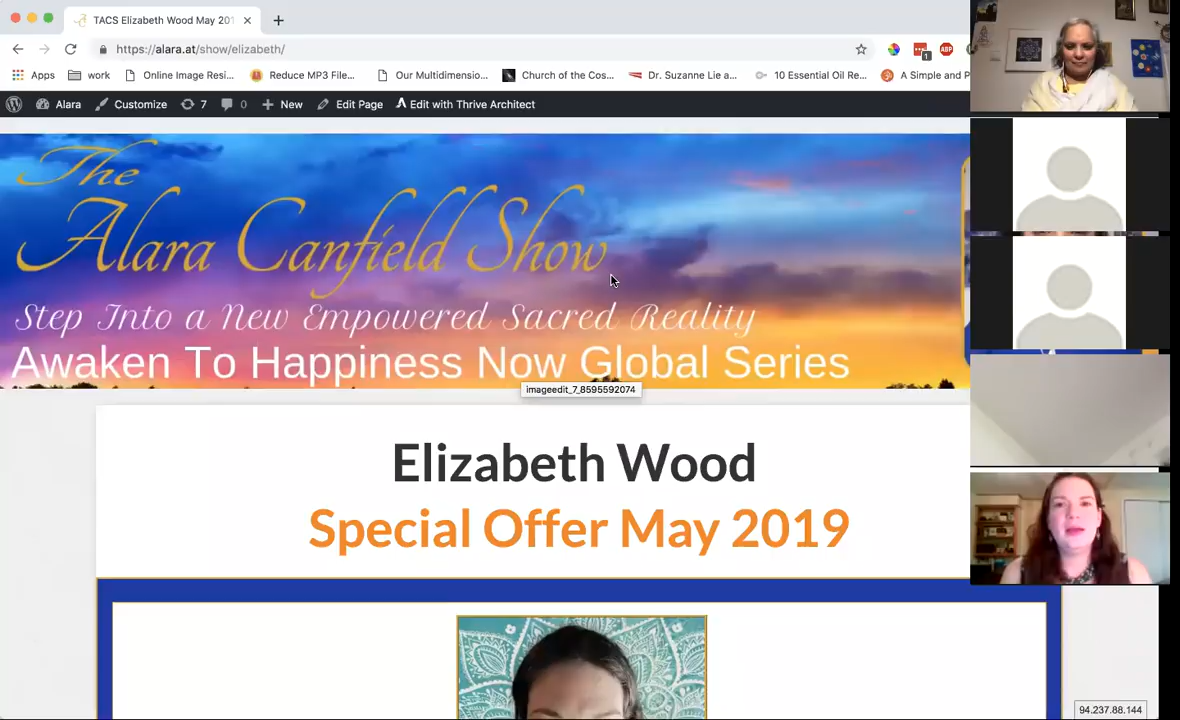 TACS Elizabeth Wood May 201
https://alara.at/show/elizabeth/
1
ABP
Apps work Online Image Resi... Reduce MP3 File... Our Multidimensio... Church of the Cos... Dr. Suzanne Lie a... 10 Essential Oil Re... A Simple and P
Alara Customize 7 0 New Edit Page Edit with Thrive Architect
The
Alara Canfield Show
Step Into a New Empowered Sacred Reality
Awaken To Happiness Now Global Series
imageedit_7_8595592074
Elizabeth Wood
Special Offer May 2019
94.237.88.144